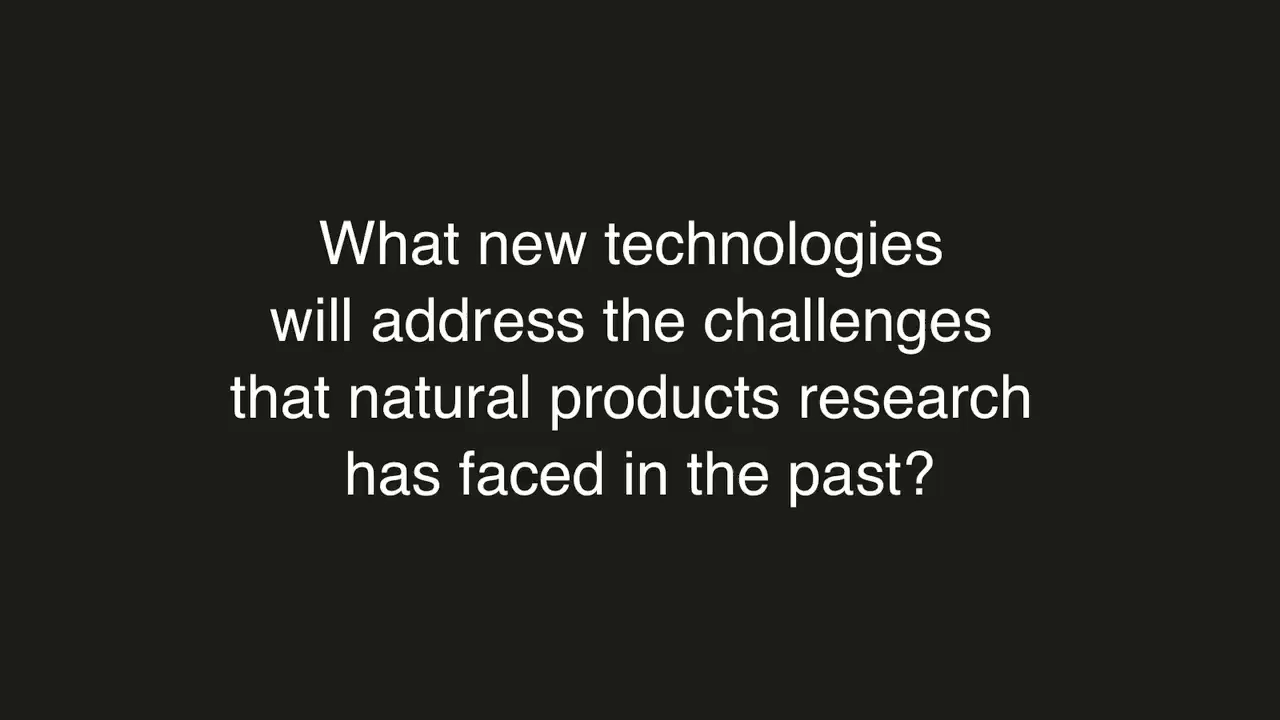 What new technologies
will address the challenges
that natural products research
has faced in the past?